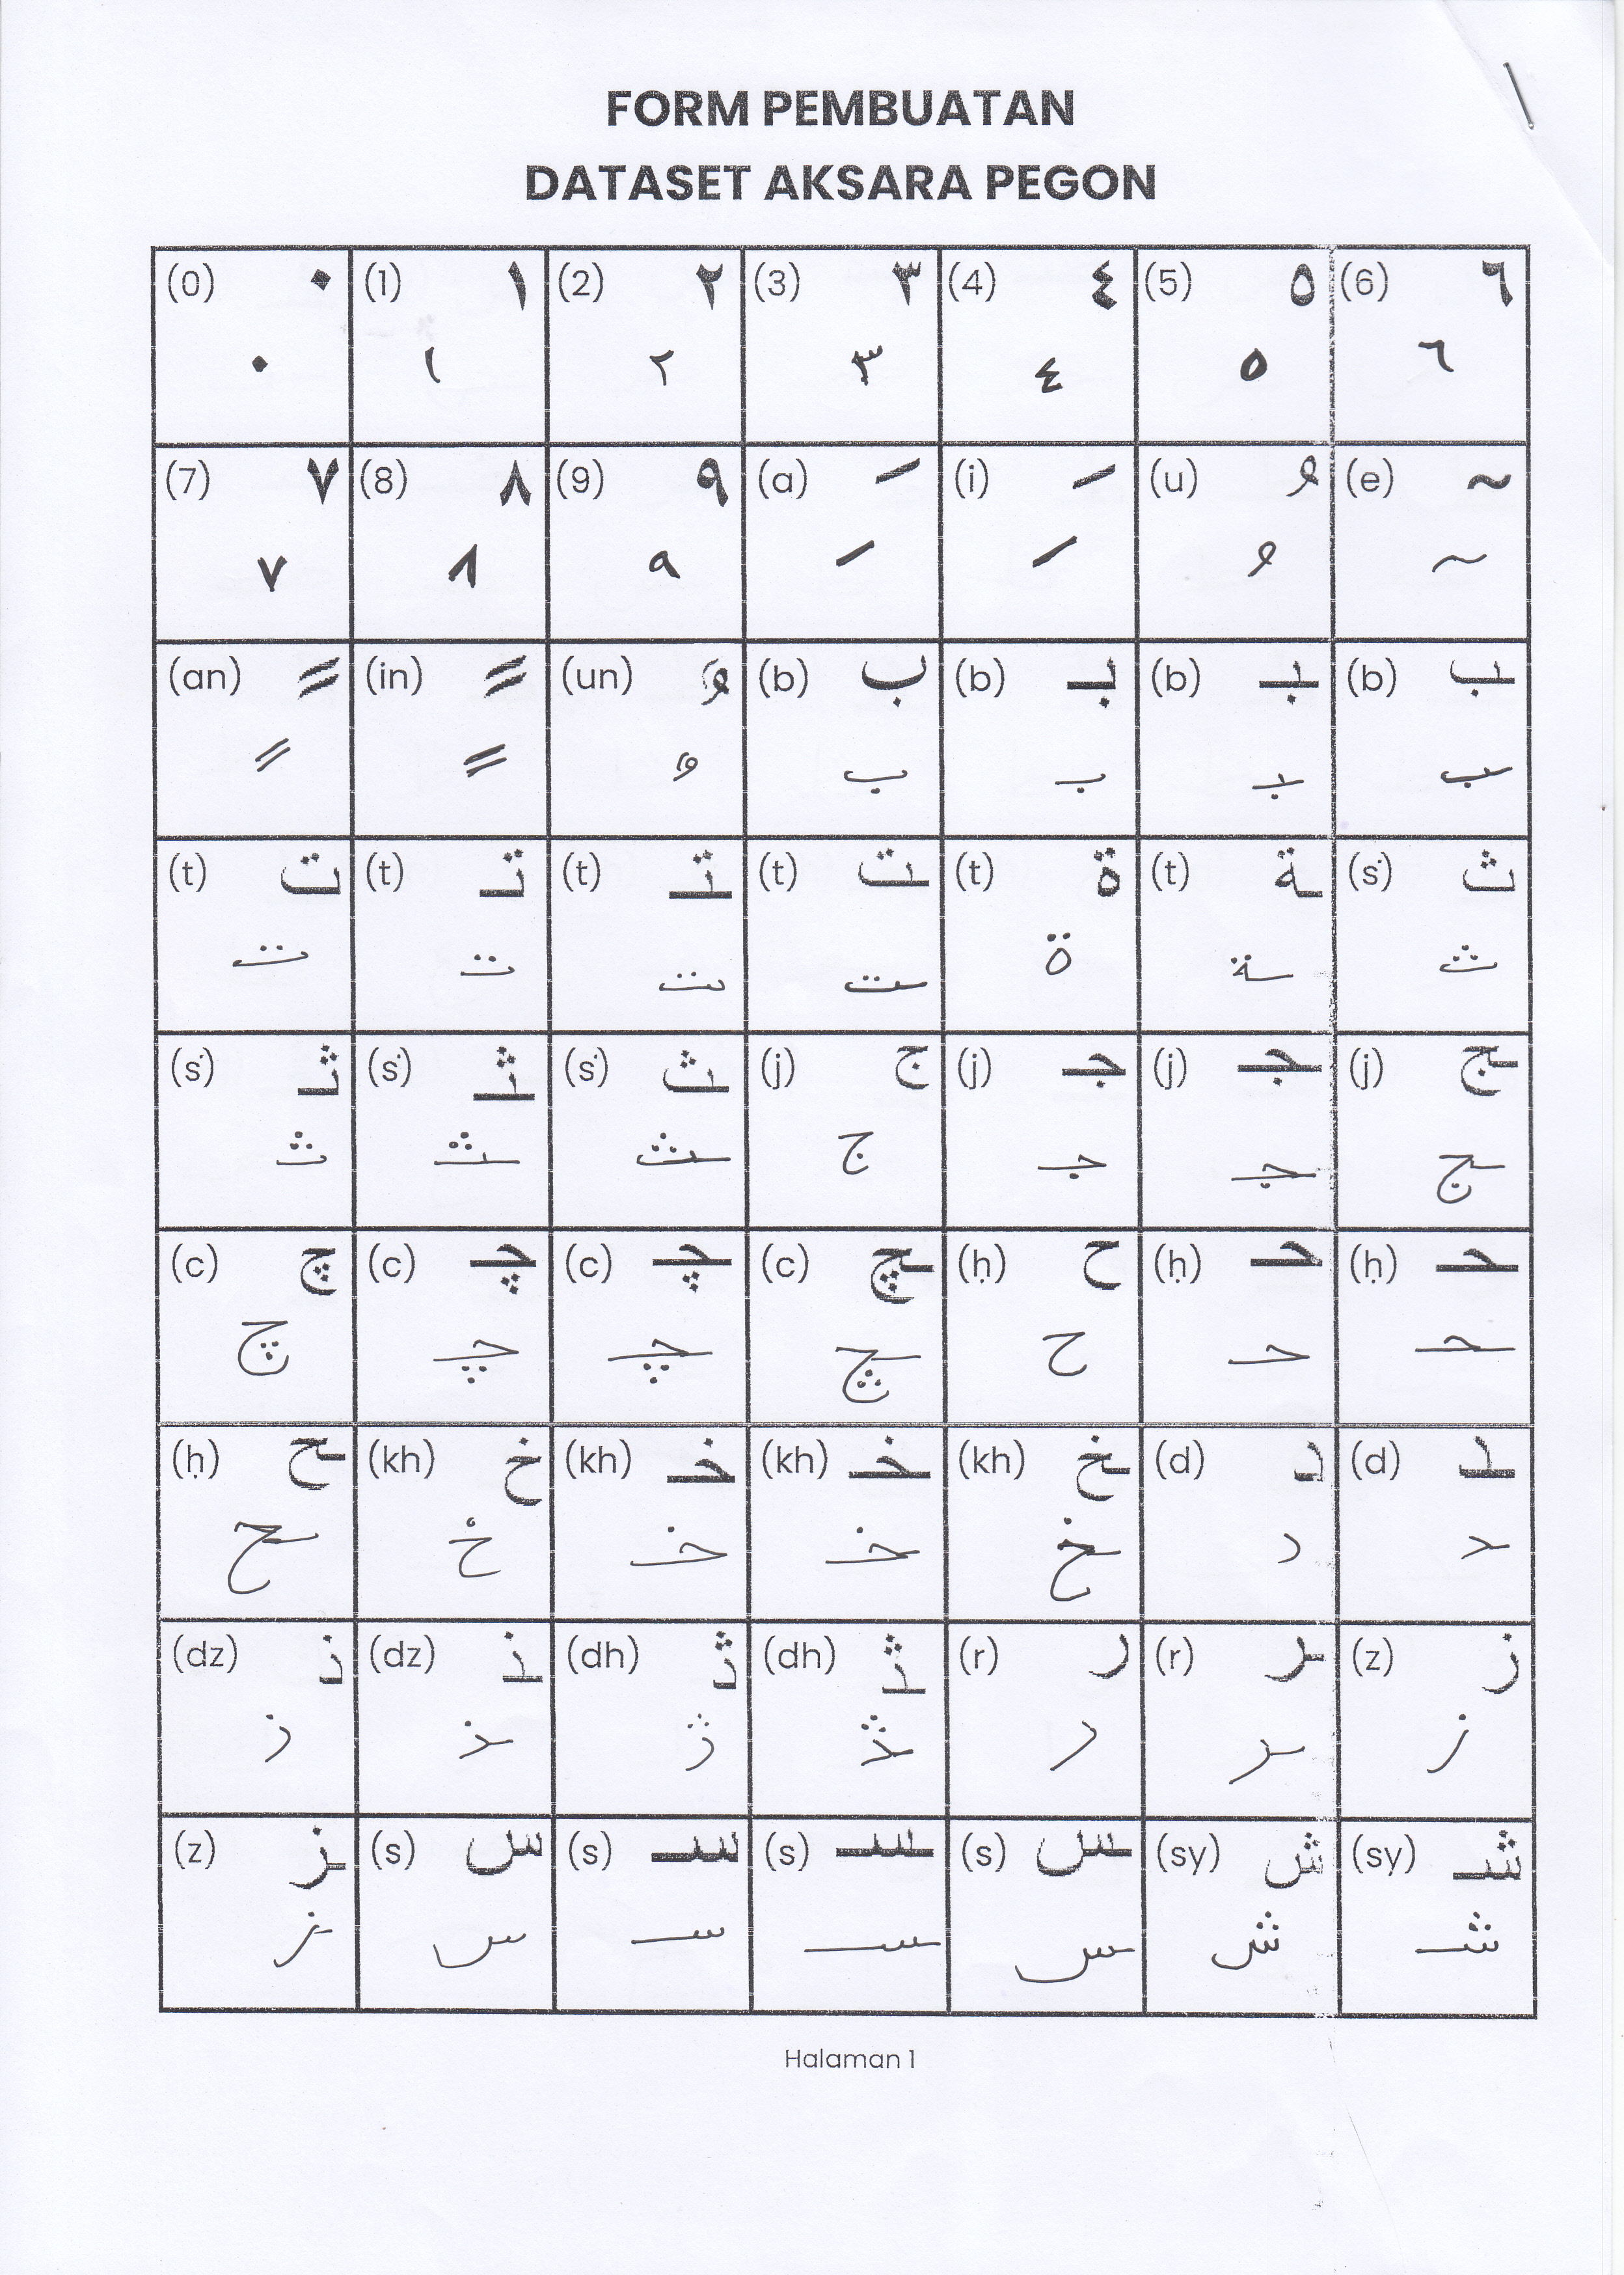 FORM PEMBUATAN
DATASET AKSARA PEGON
(0) ٠ (1) ١ (2) ٢ (3) ٣ (4) ٤ (5) ٥ (6) ٦
٠ ١ ٢ ٣ ٤ ٥ ٦
(7) ٧ (8) ٨ (9) ٩ (a) ـَ (i) ـِ (u) ـُ (e) ~
٧ ٨ ٩ ـَ ـِ ـُ ~
(an) ـً (in) ـٍ (un) ـٌ (b) ب (b) بـ (b) ـبـ (b) ـب
ـً ـٍ ـٌ ب بـ ـبـ ـب
(t) ت (t) تـ (t) ـتـ (t) ـت (t) ة (t) ـة (ṡ) ث
ت تـ ـتـ ـت ة ـة ث
(ṡ) ثـ (ṡ) ـثـ (ṡ) ـث (j) ج (j) جـ (j) ـجـ (j) ـج
ثـ ـثـ ـث ج جـ ـجـ ـج
(c) چ (c) چـ (c) ـچـ (c) ـچ (ḥ) ح (ḥ) حـ (ḥ) ـحـ
چ چـ ـچـ ـچ ح حـ ـحـ
(ḥ) ـح (kh) خ (kh) خـ (kh) ـخـ (kh) ـخ (d) د (d) ـد
ـح خ خـ ـخـ ـخ د ـد
(dz) ذ (dz) ـذ (dh) ڎ (dh) ـڎ (r) ر (r) ـر (z) ز
ذ ـذ ڎ ـڎ ر ـر ز
(z) ـز (s) س (s) سـ (s) ـسـ (s) ـس (sy) ش (sy) شـ
ـز س سـ ـسـ ـس ش شـ
Halaman 1